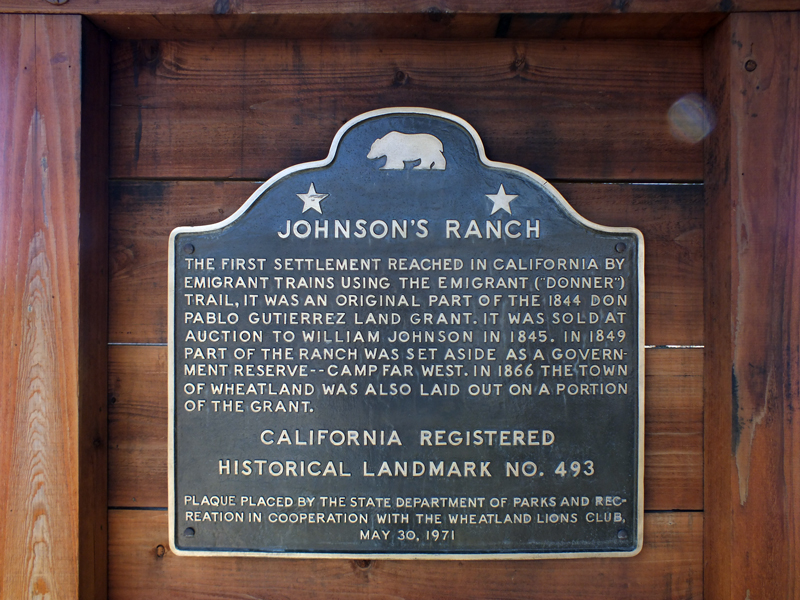 JOHNSON'S RANCH
THE FIRST SETTLEMENT REACHED IN CALIFORNIA BY
EMIGRANT TRAINS USING THE EMIGRANT ("DONNER")
TRAIL, IT WAS AN ORIGINAL PART OF THE 1844 DON
PABLO GUTIERREZ LAND GRANT. IT WAS SOLD AT
AUCTION TO WILLIAM JOHNSON IN 1845. IN 1849
PART OF THE RANCH WAS SET ASIDE AS A GOVERN-
MENT RESERVE--CAMP FAR WEST. IN 1866 THE TOWN
OF WHEATLAND WAS ALSO LAID OUT ON A PORTION
OF THE GRANT.
CALIFORNIA REGISTERED
HISTORICAL LANDMARK NO. 493
PLAQUE PLACED BY THE STATE DEPARTMENT OF PARKS AND REC-
REATION IN COOPERATION WITH THE WHEATLAND LIONS CLUB,
MAY 30, 1971